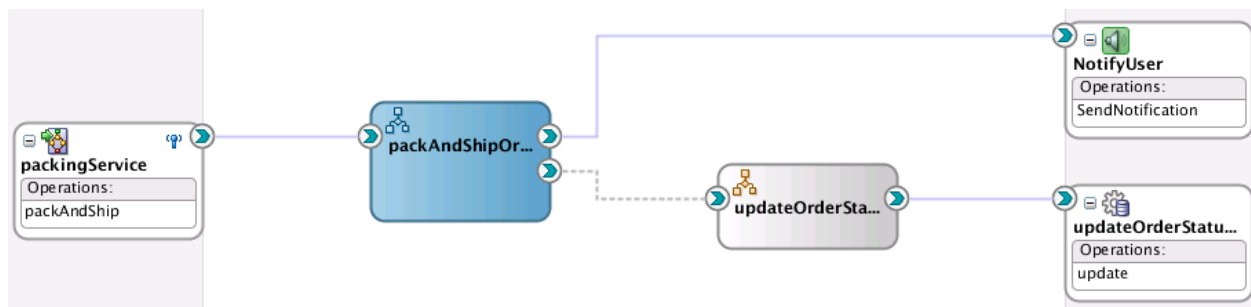 packingService
Operations:
packAndShip
packAndShipOr...
updateOrderSta...
NotifyUser
Operations:
SendNotification
updateOrderStatu...
Operations:
update